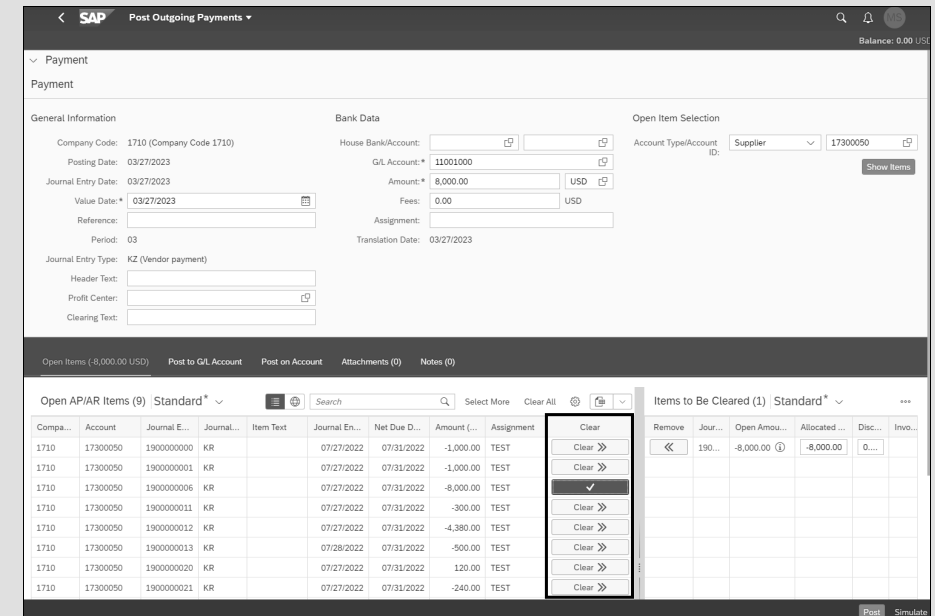 SAP Post Outgoing Payments
MS
Balance: 0.00 USD
Payment
Payment
General Information
Company Code: 1710 (Company Code 1710)
Posting Date: 03/27/2023
Journal Entry Date: 03/27/2023
Value Date:* 03/27/2023
Reference:
Period: 03
Journal Entry Type: KZ (Vendor payment)
Header Text:
Profit Center:
Clearing Text:
Bank Data
House Bank/Account:
G/L Account:* 11001000
Amount:* 8,000.00 USD
Fees: 0.00 USD
Assignment:
Translation Date: 03/27/2023
Open Item Selection
Account Type/Account ID: Supplier 17300050
Show Items
Open Items (-8,000.00 USD) Post to G/L Account Post on Account Attachments (0) Notes (0)
Open AP/AR Items (9) Standard* Search Select More Clear All
Compa... Account Journal E... Journal... Item Text Journal En... Net Due D... Amount (... Assignment Clear
1710 17300050 1900000000 KR 07/27/2022 07/31/2022 -1,000.00 TEST Clear
1710 17300050 1900000001 KR 07/27/2022 07/31/2022 -1,000.00 TEST Clear
1710 17300050 1900000006 KR 07/27/2022 07/31/2022 -8,000.00 TEST
1710 17300050 1900000011 KR 07/27/2022 07/31/2022 -300.00 TEST Clear
1710 17300050 1900000012 KR 07/27/2022 07/31/2022 -4,380.00 TEST Clear
1710 17300050 1900000013 KR 07/28/2022 07/31/2022 -500.00 TEST Clear
1710 17300050 1900000020 KR 07/27/2022 07/31/2022 120.00 TEST Clear
1710 17300050 1900000021 KR 07/27/2022 07/31/2022 -240.00 TEST Clear
Items to Be Cleared (1) Standard*
Remove Jour... Open Amou... Allocated ... Disc... Invo...
190... -8,000.00 -8,000.00 0....
Post Simulate